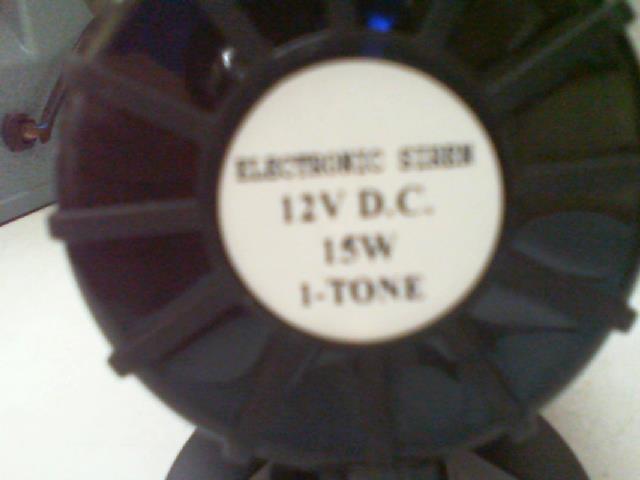 ELECTRONIC SIREN
12V D.C.
15W
1-TONE